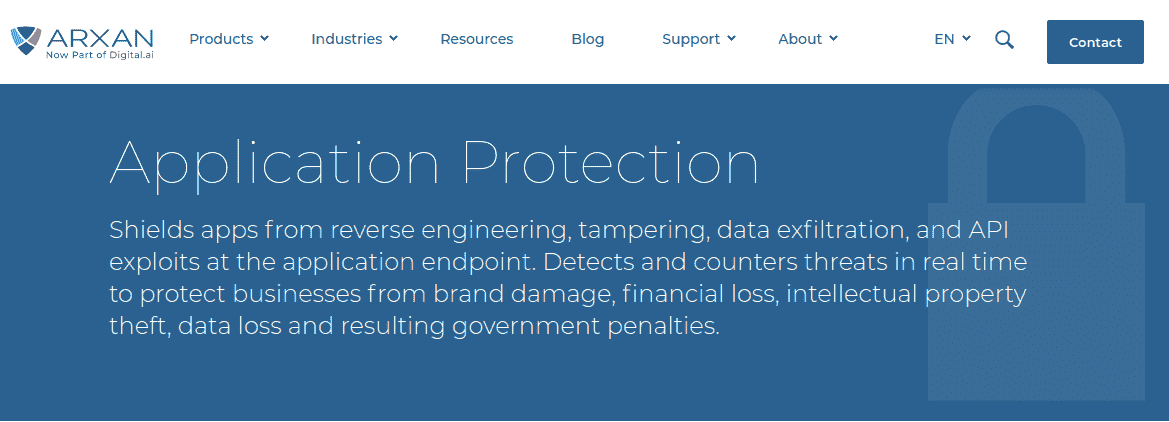 ARXAN
Now Part of Digital.ai
Products
Industries
Resources
Blog
Support
About
EN
Contact
Application Protection
Shields apps from reverse engineering, tampering, data exfiltration, and API
exploits at the application endpoint. Detects and counters threats in real time
to protect businesses from brand damage, financial loss, intellectual property
theft, data loss and resulting government penalties.